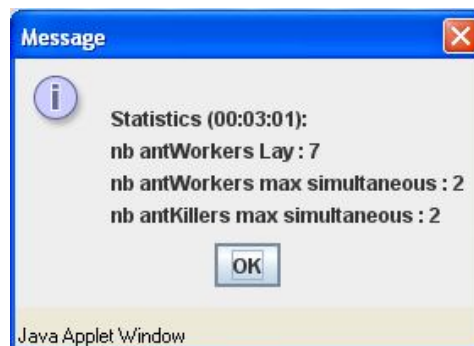 Message
Statistics (00:03:01):
nb antWorkers Lay : 7
nb antWorkers max simultaneous : 2
nb antKillers max simultaneous : 2
OK
Java Applet Window